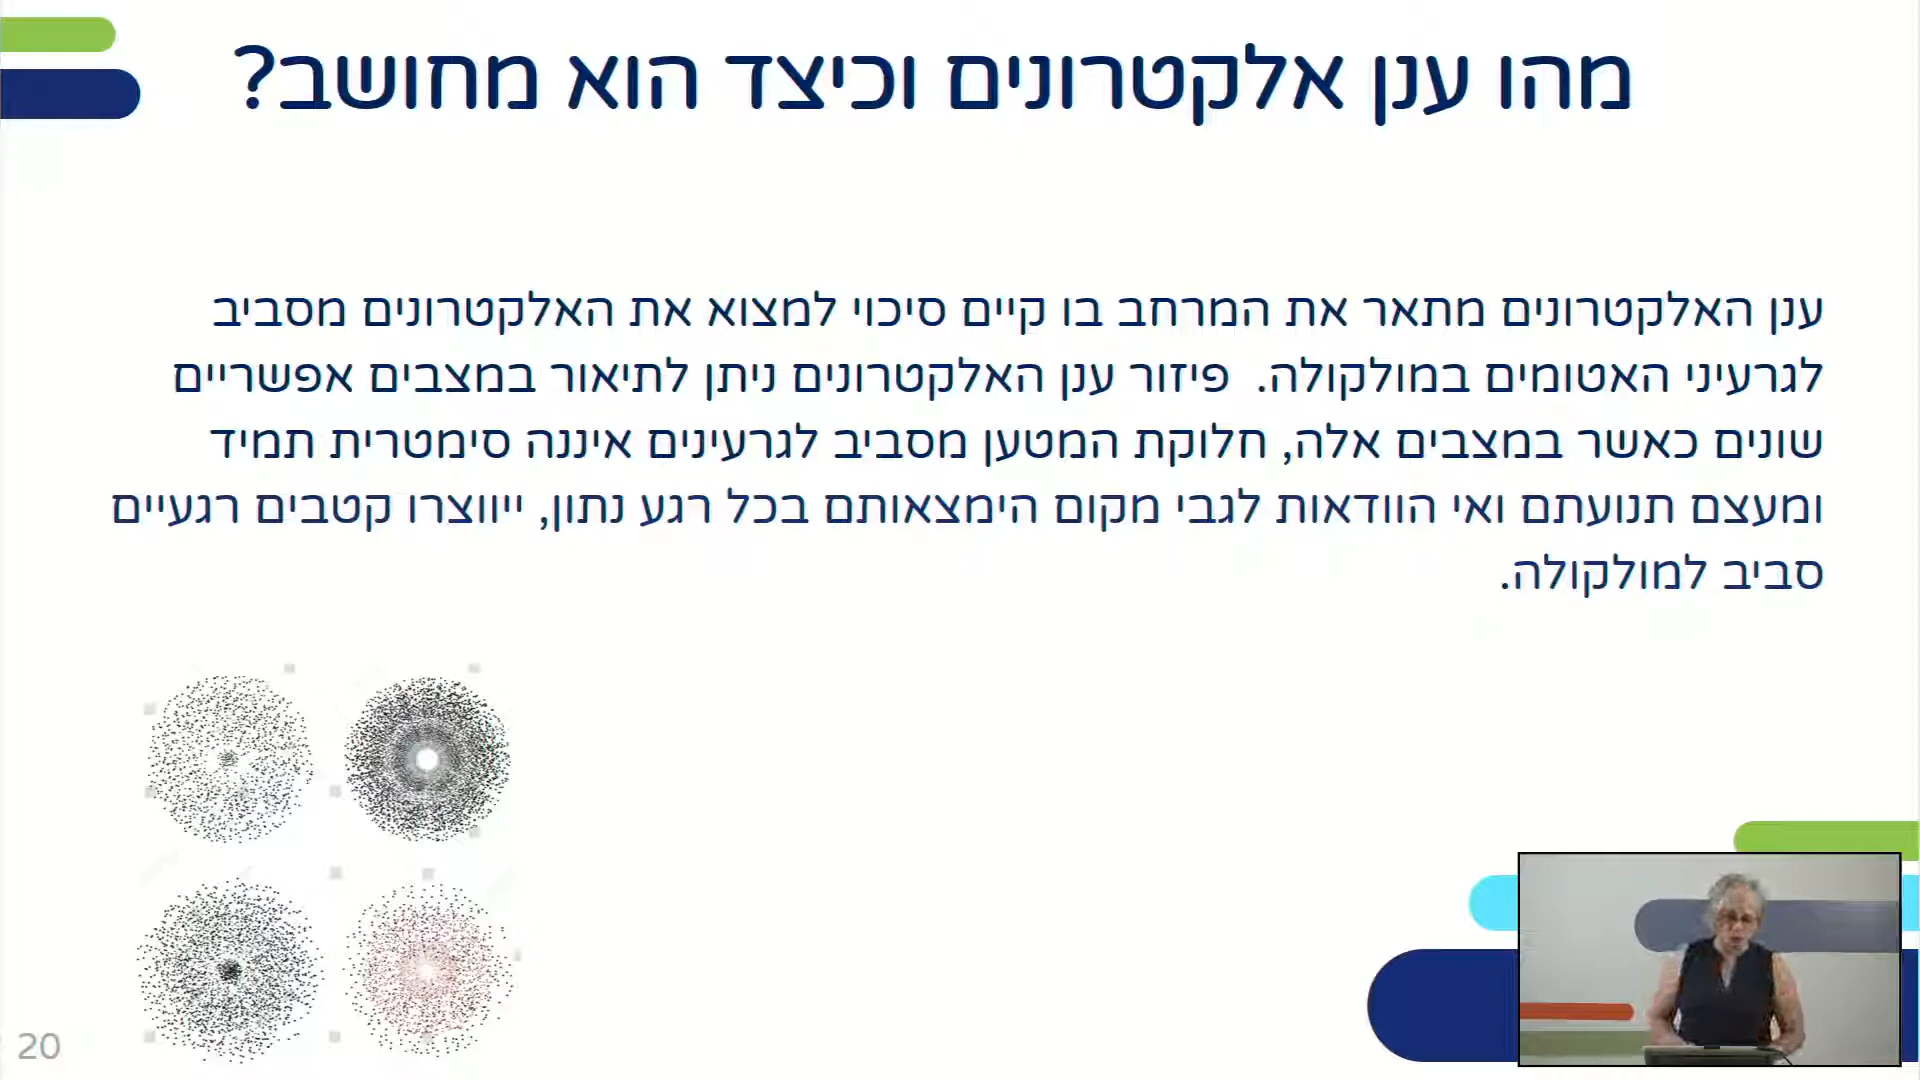 מהו ענן אלקטרונים וכיצד הוא מחושב?
ענן האלקטרונים מתאר את המרחב בו קיים סיכוי למצוא את האלקטרונים מסביב
לגרעיני האטומים במולקולה. פיזור ענן האלקטרונים ניתן לתיאור במצבים אפשריים
שונים כאשר במצבים אלה, חלוקת המטען מסביב לגרעינים איננה סימטרית תמיד
ומעצם תנועתם ואי הוודאות לגבי מקום הימצאותם בכל רגע נתון, ייווצרו קטבים רגעיים
סביב למולקולה.
20